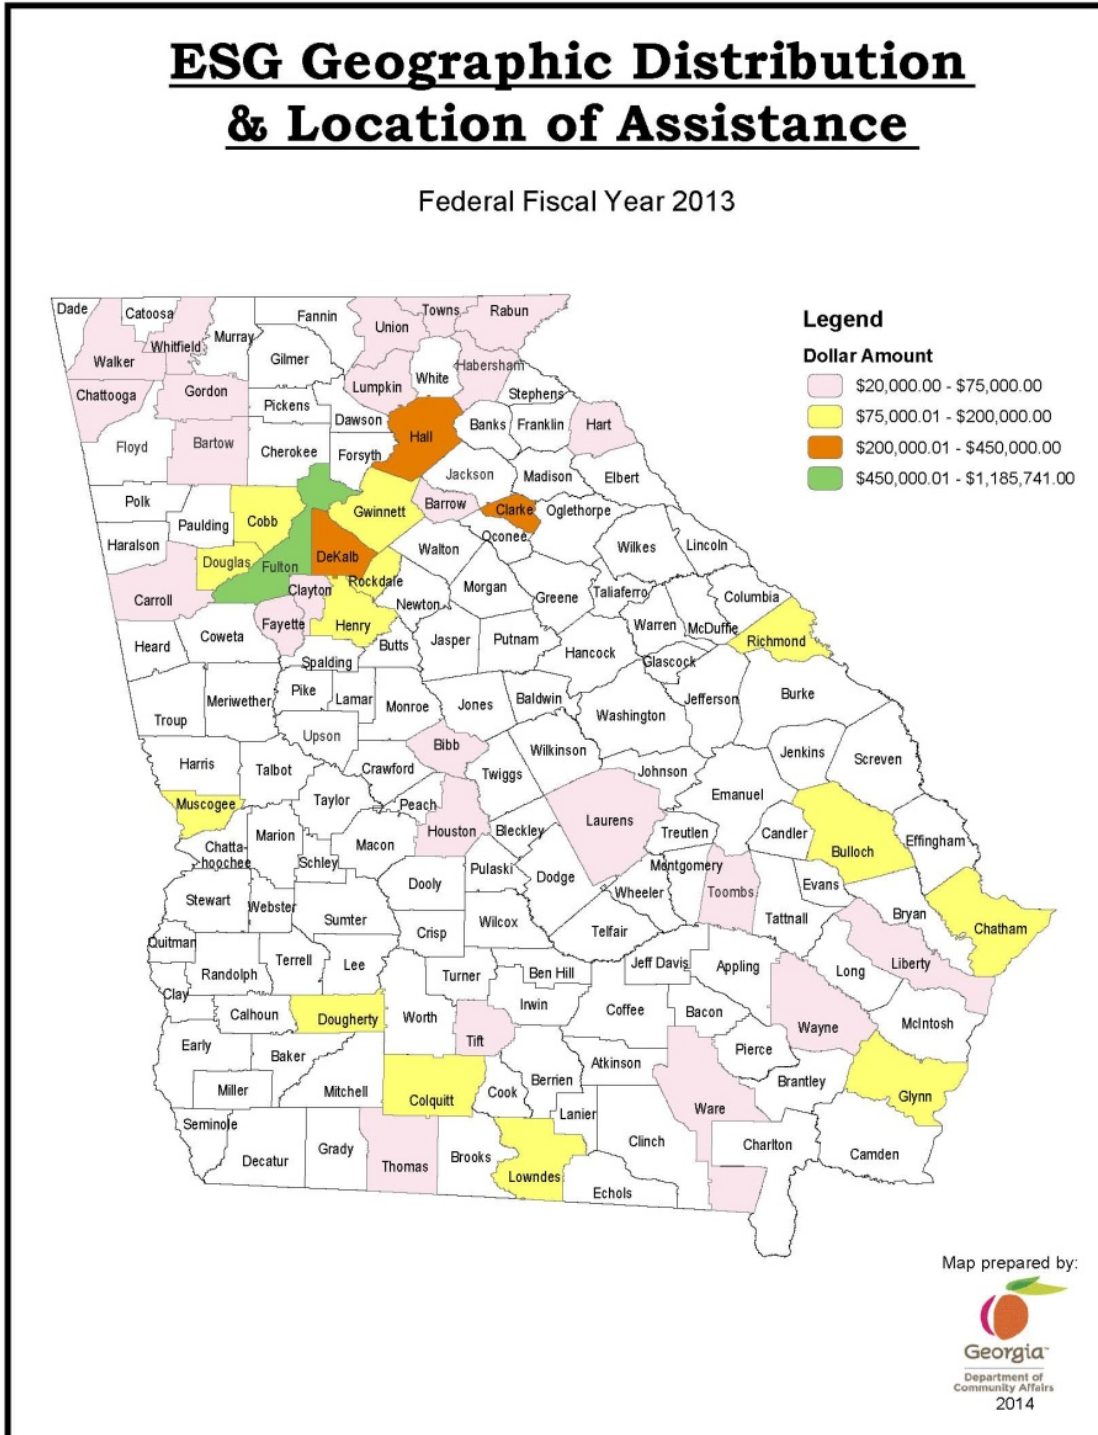 ESG Geographic Distribution
& Location of Assistance
Federal Fiscal Year 2013
Legend
Dollar Amount
$20,000.00 - $75,000.00
$75,000.01 - $200,000.00
$200,000.01 - $450,000.00
$450,000.01 - $1,185,741.00
Dade
Catoosa
Whitfield
Murray
Fannin
Union
Towns
Rabun
Walker
Gilmer
Habersham
Chattooga
Gordon
Lumpkin
White
Stephens
Pickens
Dawson
Banks
Franklin
Hart
Floyd
Bartow
Cherokee
Forsyth
Hall
Jackson
Madison
Elbert
Polk
Paulding
Cobb
Gwinnett
Barrow
Clarke
Oglethorpe
Haralson
Oconee
Walton
Wilkes
Lincoln
Douglas
Fulton
DeKalb
Rockdale
Carroll
Clayton
Morgan
Greene
Taliaferro
Columbia
Newton
Heard
Coweta
Fayette
Henry
Butts
Jasper
Putnam
Hancock
Warren
McDuffie
Richmond
Spalding
Glascock
Troup
Meriwether
Pike
Lamar
Monroe
Jones
Baldwin
Washington
Jefferson
Burke
Upson
Bibb
Wilkinson
Jenkins
Screven
Harris
Talbot
Crawford
Twiggs
Johnson
Emanuel
Muscogee
Taylor
Peach
Houston
Bleckley
Laurens
Treutlen
Candler
Bulloch
Effingham
Chatta-
hoochee
Marion
Schley
Macon
Pulaski
Dodge
Montgomery
Wheeler
Toombs
Evans
Stewart
Webster
Sumter
Dooly
Wilcox
Telfair
Tattnall
Bryan
Chatham
Quitman
Crisp
Randolph
Terrell
Lee
Turner
Ben Hill
Jeff Davis
Appling
Long
Liberty
Clay
Calhoun
Dougherty
Worth
Irwin
Coffee
Bacon
Wayne
McIntosh
Tift
Early
Baker
Atkinson
Pierce
Brantley
Miller
Mitchell
Colquitt
Cook
Berrien
Lanier
Ware
Glynn
Seminole
Decatur
Grady
Thomas
Brooks
Lowndes
Clinch
Echols
Charlton
Camden
Map prepared by:
Georgia™
Department of
Community Affairs
2014